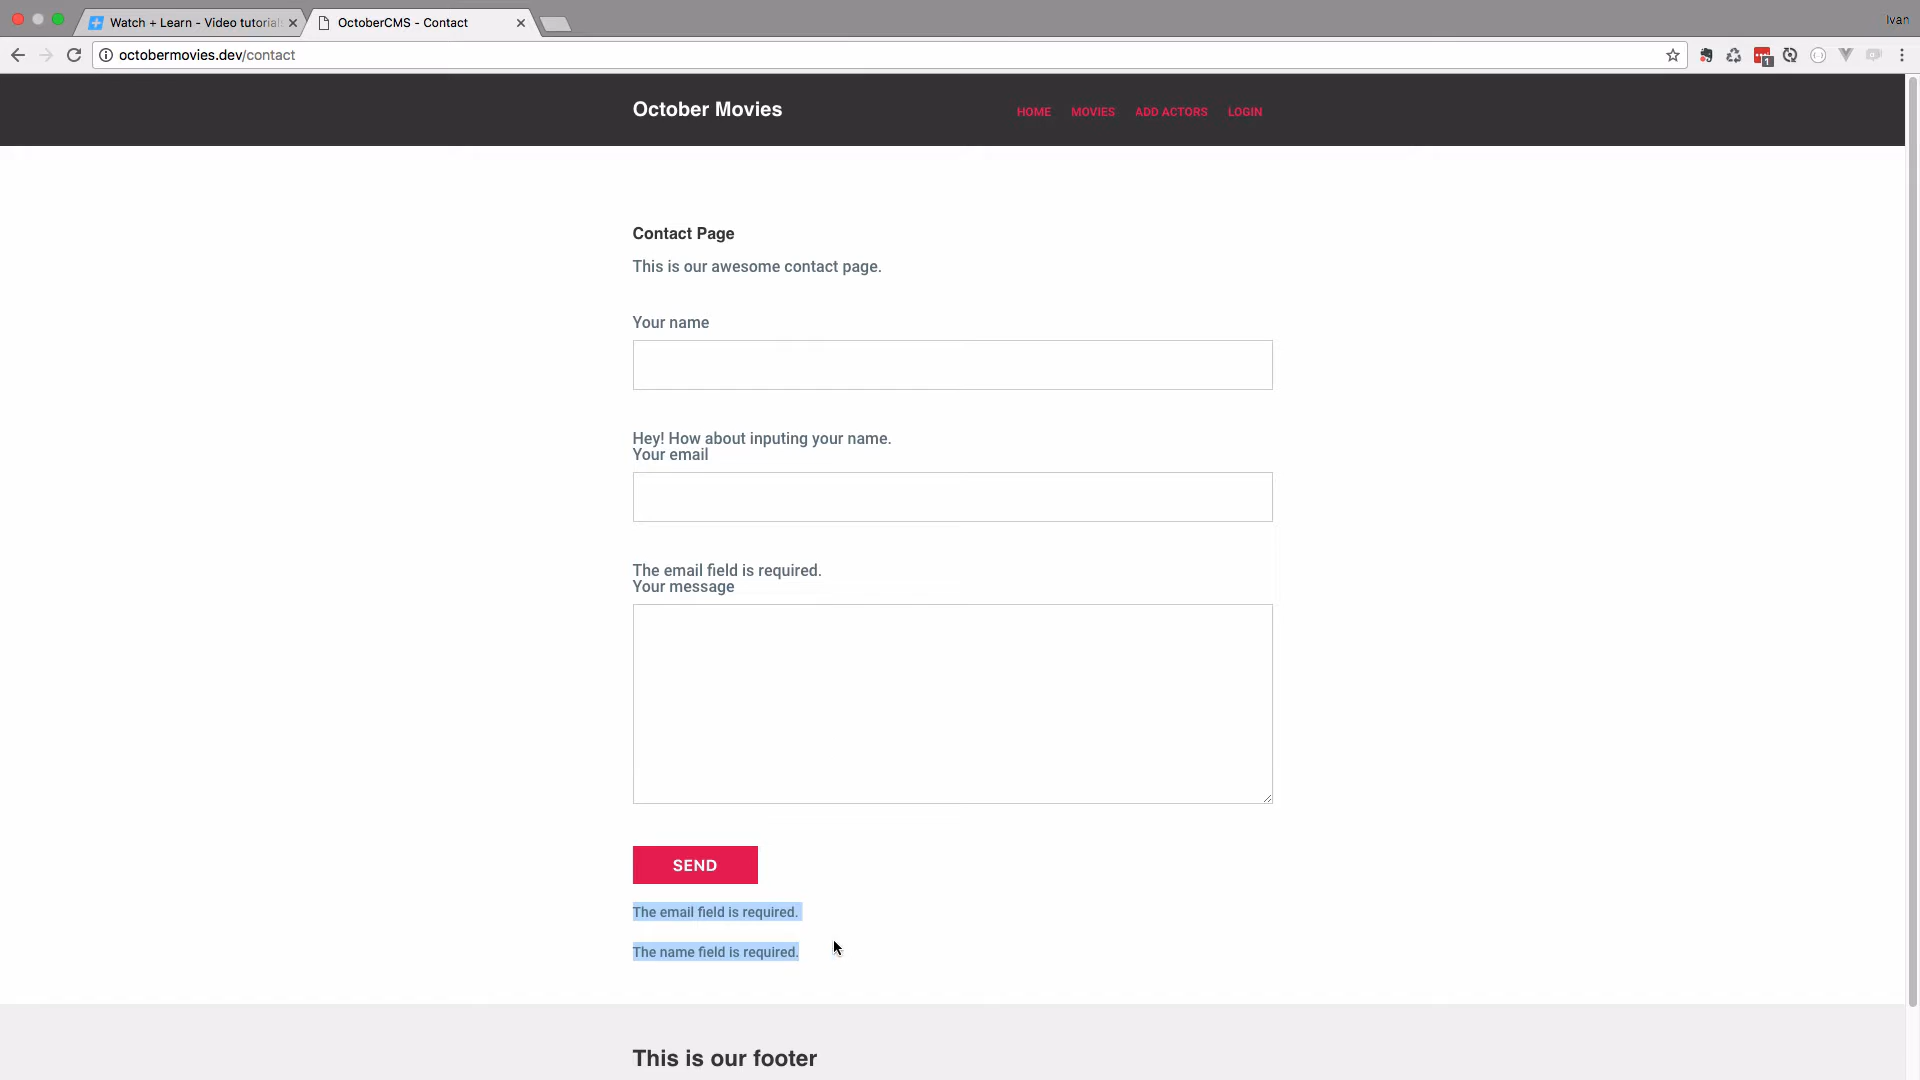 Watch + Learn - Video tutorial
OctoberCMS - Contact
Ivan
octobermovies.dev/contact
1
October Movies
HOME
MOVIES
ADD ACTORS
LOGIN
Contact Page
This is our awesome contact page.
Your name
Hey! How about inputing your name.
Your email
The email field is required.
Your message
SEND
The email field is required.
The name field is required.
This is our footer